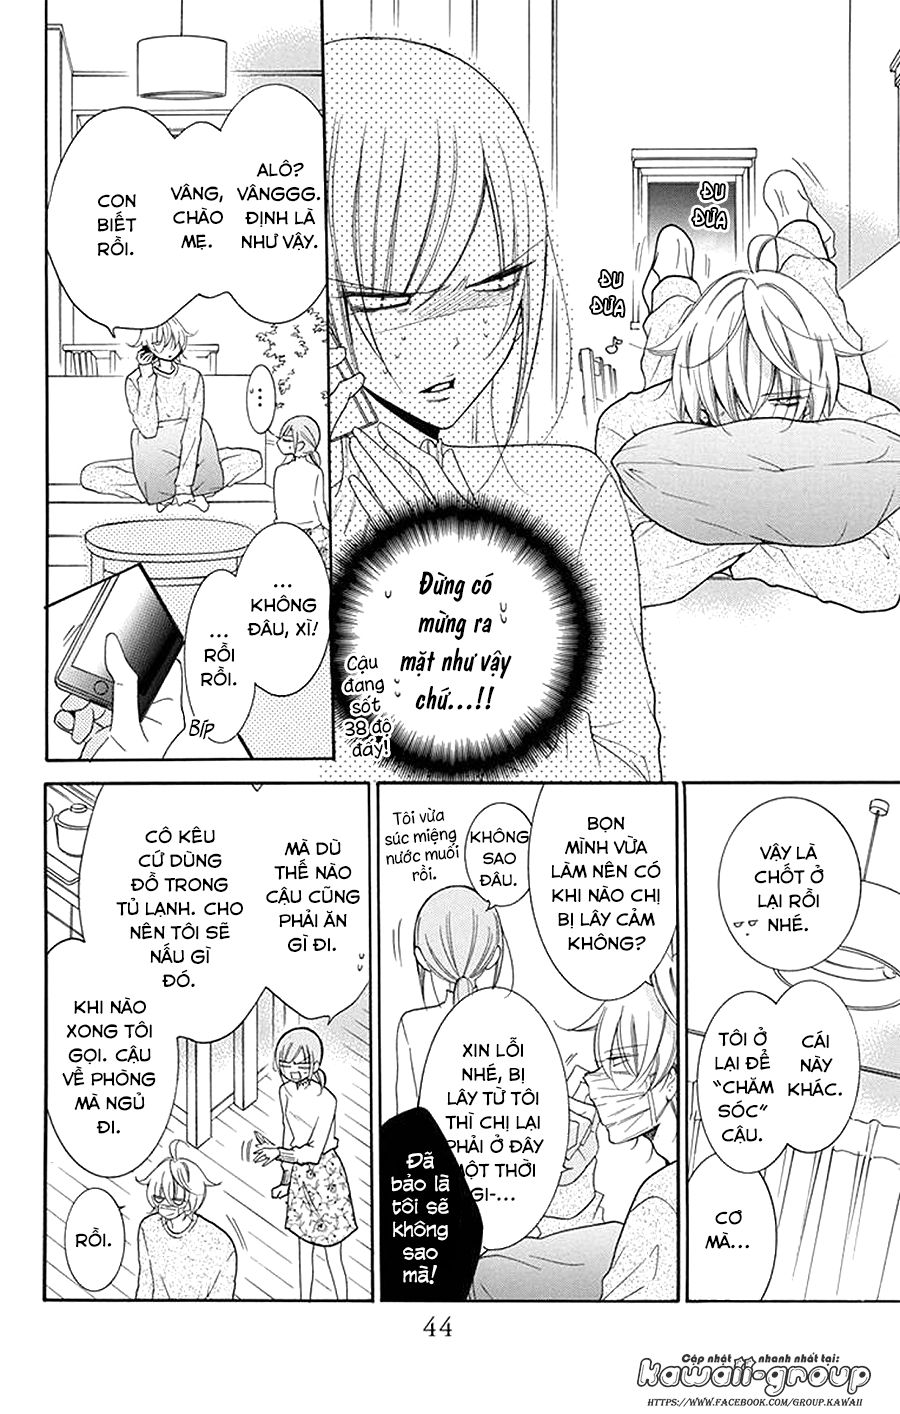 ĐU
ĐƯA
ĐU
ĐƯA
Đừng có
mừng ra
mặt như vậy
chứ...!!
Cậu
đang
sốt
38 độ
đấy!
ALÔ?
VÂNGGG.
ĐỊNH LÀ
NHƯ VẬY.
VÂNG,
CHÀO
MẸ.
CON
BIẾT
RỒI.
...
...
KHÔNG
ĐÂU, XÌ!
...
RỒI
RỒI.
BÍP
VẬY LÀ
CHỐT Ở
LẠI RỒI
NHÉ.
CÁI
NÀY
KHÁC.
TÔI Ở
LẠI ĐỂ
"CHĂM
SÓC"
CẬU.
CƠ
MÀ...
BỌN
MÌNH VỪA
LÀM NÊN CÓ
KHI NÀO CHỊ
BỊ LÂY CẢM
KHÔNG?
KHÔNG
SAO
ĐÂU.
Tôi vừa
súc miệng
nước muối
rồi.
XIN LỖI
NHÉ, BỊ
LÂY TỪ TÔI
THÌ CHỊ LẠI
PHẢI Ở ĐÂY
MỘT THỜI
GI-...
Đã
bảo là
tôi sẽ
không
sao
mà!
MÀ DÙ
THẾ NÀO
CẬU CŨNG
PHẢI ĂN
GÌ ĐI.
CÔ KÊU
CỨ DÙNG
ĐỒ TRONG
TỦ LẠNH. CHO
NÊN TÔI SẼ
NẤU GÌ
ĐÓ.
KHI NÀO
XONG TÔI
GỌI. CẬU
VỀ PHÒNG
MÀ NGỦ
ĐI.
RỒI.
44
Cập nhật nhanh nhất tại:
kawaii-group
HTTPS://WWW.FACEBOOK.COM/GROUP.KAWAII